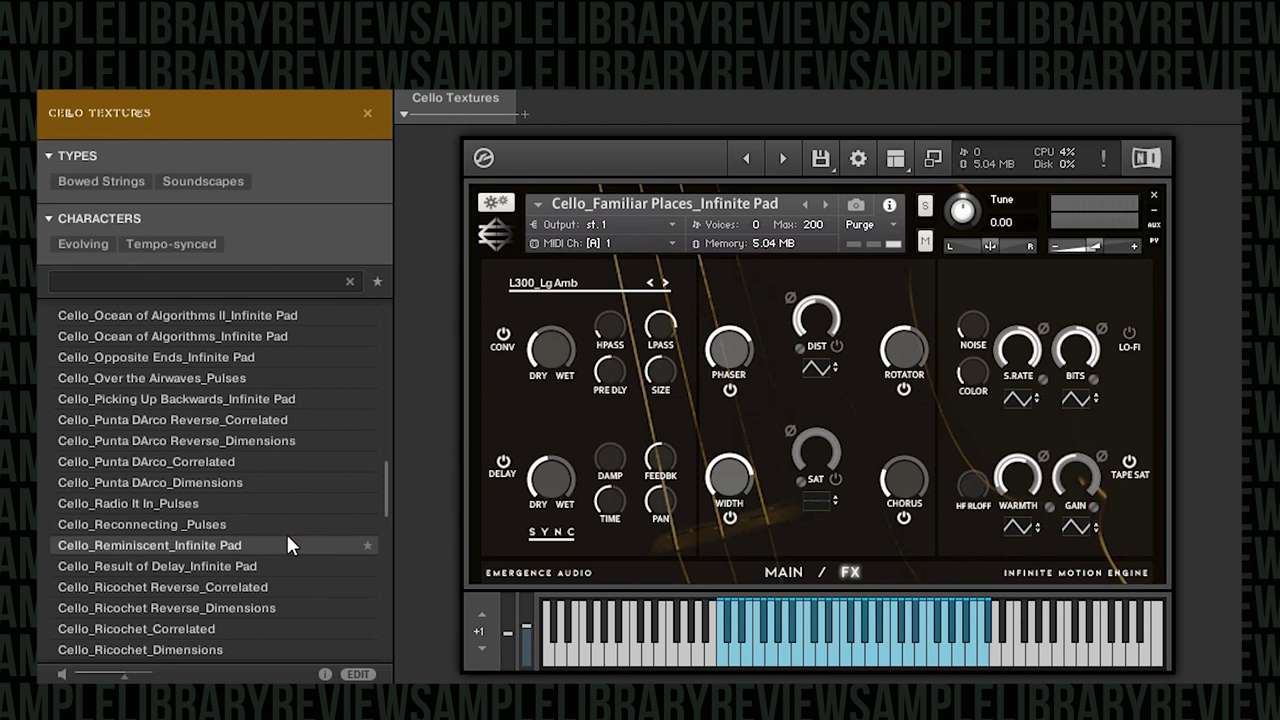 SAMPLELIBRARYREVIEWS
CELLO TEXTURES
TYPES
Bowed Strings
Soundscapes
CHARACTERS
Evolving
Tempo-synced
Cello_Ocean of Algorithms II_Infinite Pad
Cello_Ocean of Algorithms_Infinite Pad
Cello_Opposite Ends_Infinite Pad
Cello_Over the Airwaves_Pulses
Cello_Picking Up Backwards_Infinite Pad
Cello_Punta DArco Reverse_Correlated
Cello_Punta DArco Reverse_Dimensions
Cello_Punta DArco_Correlated
Cello_Punta DArco_Dimensions
Cello_Radio It In_Pulses
Cello_Reconnecting _Pulses
Cello_Reminiscent_Infinite Pad
Cello_Result of Delay_Infinite Pad
Cello_Ricochet Reverse_Correlated
Cello_Ricochet Reverse_Dimensions
Cello_Ricochet_Correlated
Cello_Ricochet_Dimensions
EDIT
Cello Textures
0
5.04 MB
CPU 4%
Disk 0%
Cello_Familiar Places_Infinite Pad
Output: st.1
Voices: 0 Max: 200
Purge
MIDI Ch: [A] 1
Memory: 5.04 MB
S
M
Tune
0.00
L
R
AUX
PV
L300_Lg Amb
CONV
DRY WET
HPASS
LPASS
PRE DLY
SIZE
PHASER
DIST
ROTATOR
NOISE
COLOR
S.RATE
BITS
LO-FI
DELAY
DRY WET
SYNC
DAMP
FEEDBK
TIME
PAN
WIDTH
SAT
CHORUS
HF RLOFF
WARMTH
GAIN
TAPE SAT
EMERGENCE AUDIO
MAIN / FX
INFINITE MOTION ENGINE
+1
SAMPLELIBRARYREVIEWS